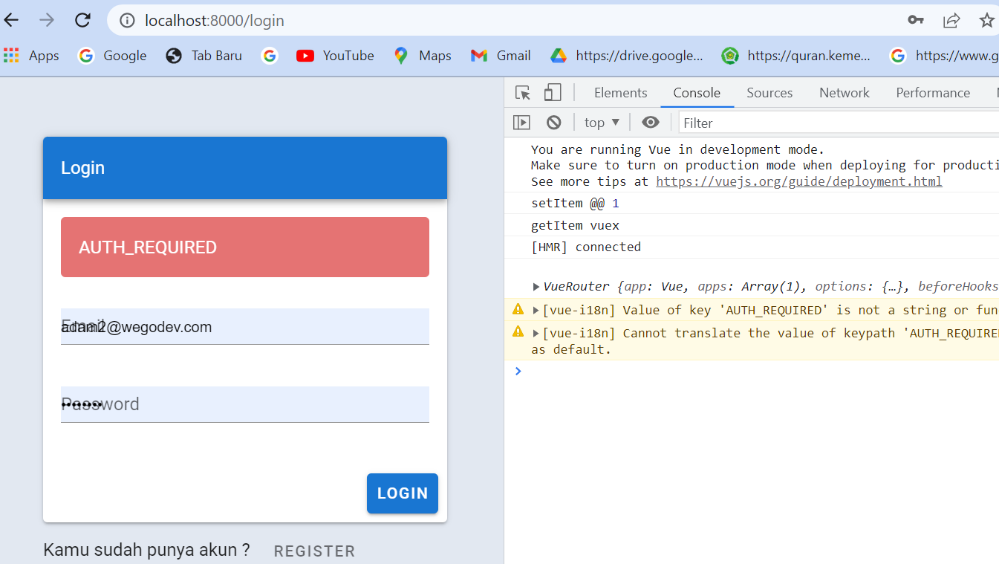 localhost:8000/login
Apps Google Tab Baru YouTube Maps Gmail https://drive.google... https://quran.keme... https://www.g
Elements Console Sources Network Performance
top ▼ Filter
Login
AUTH_REQUIRED
Email
adam2@wegodev.com
Password
LOGIN
Kamu sudah punya akun ? REGISTER
You are running Vue in development mode.
Make sure to turn on production mode when deploying for producti
See more tips at https://vuejs.org/guide/deployment.html
setItem @@ 1
getItem vuex
[HMR] connected
VueRouter {app: Vue, apps: Array(1), options: {…}, beforeHooks
[vue-i18n] Value of key 'AUTH_REQUIRED' is not a string or fun
[vue-i18n] Cannot translate the value of keypath 'AUTH_REQUIRE
as default.